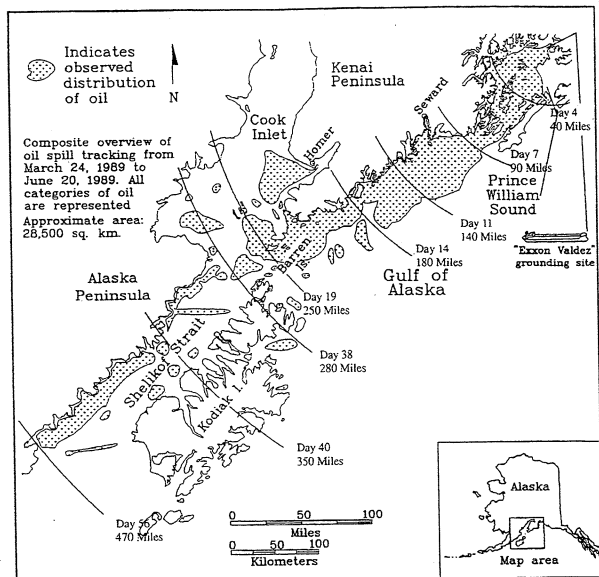 Indicates
observed
distribution
of oil
N
Kenai
Peninsula
Cook
Inlet
Homer
Seward
Day 4
40 Miles
Day 7
90 Miles
Prince
William
Sound
Composite overview of
oil spill tracking from
March 24, 1989 to
June 20, 1989. All
categories of oil
are represented
Approximate area:
28,500 sq. km.
Day 11
140 Miles
"Exxon Valdez"
grounding site
Day 14
180 Miles
Gulf of
Alaska
Barren
Is.
Alaska
Peninsula
Day 19
250 Miles
Day 38
280 Miles
Shelikof Strait
Kodiak I.
Day 40
350 Miles
Day 56
470 Miles
0 50 100
Miles
0 50 100
Kilometers
Alaska
Map area